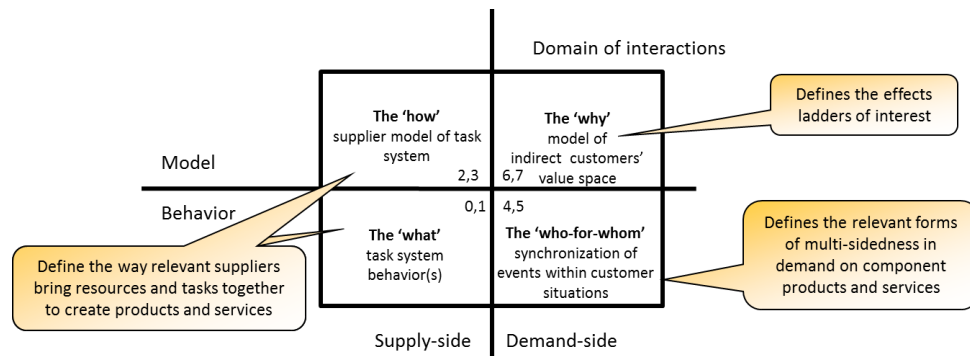 Domain of interactions
Defines the effects
ladders of interest
The ‘how’
supplier model of task
system
The ‘why’
model of
indirect customers’
value space
Model
2,3
6,7
Behavior
0,1
4,5
The ‘what’
task system
behavior(s)
The ‘who-for-whom’
synchronization of
events within customer
situations
Define the way relevant suppliers
bring resources and tasks together
to create products and services
Defines the relevant forms
of multi-sidedness in
demand on component
products and services
Supply-side
Demand-side